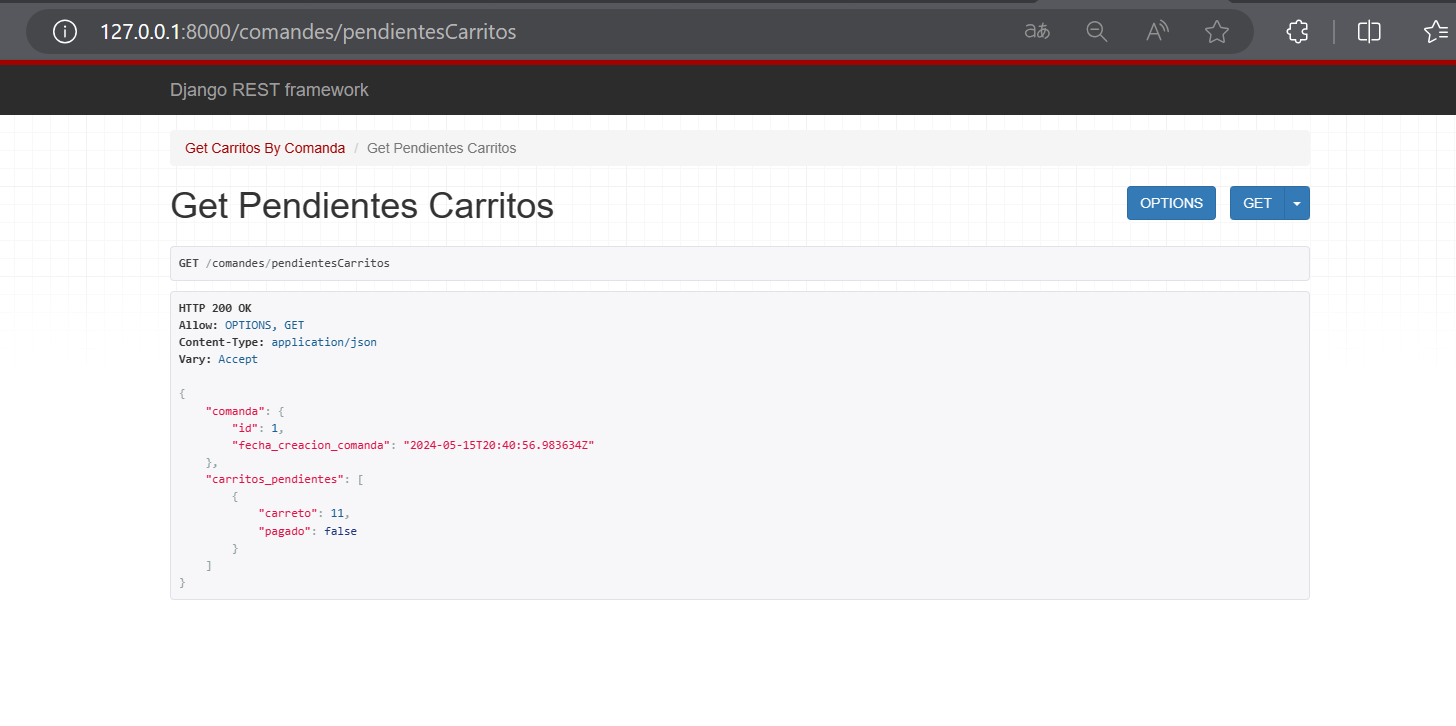 127.0.0.1:8000/comandes/pendientesCarritos
Django REST framework
Get Carritos By Comanda / Get Pendientes Carritos
Get Pendientes Carritos
OPTIONS GET
GET /comandes/pendientesCarritos
HTTP 200 OK
Allow: OPTIONS, GET
Content-Type: application/json
Vary: Accept
{
    "comanda": {
        "id": 1,
        "fecha_creacion_comanda": "2024-05-15T20:40:56.983634Z"
    },
    "carritos_pendientes": [
        {
            "carreto": 11,
            "pagado": false
        }
    ]
}